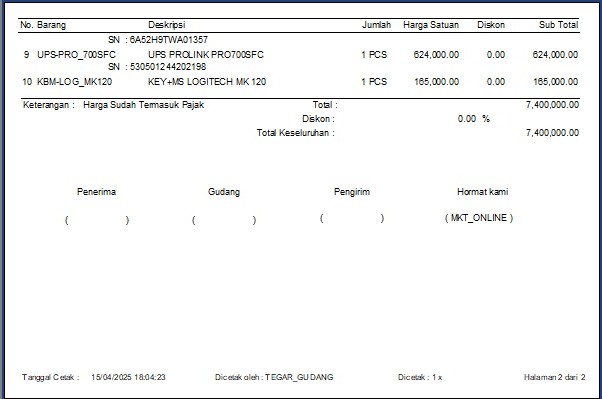 No. Barang Deskripsi Jumlah Harga Satuan Diskon Sub Total
SN : 6A52H9TWA01357
9 UPS-PRO_700SFC UPS PROLINK PRO700SFC 1 PCS 624,000.00 0.00 624,000.00
SN : 530501244202198
10 KBM-LOG_MK120 KEY+MS LOGITECH MK 120 1 PCS 165,000.00 0.00 165,000.00
Keterangan : Harga Sudah Temasuk Pajak Total : 7,400,000.00
Diskon : 0.00 %
Total Keseluruhan : 7,400,000.00
Penerima Gudang Pengirim Hormat kami
( ) ( ) ( ) ( MKT_ONLINE )
Tanggal Cetak : 15/04/2025 18:04:23 Dicetak oleh : TEGAR_GUDANG Dicetak : 1 x Halaman 2 dari 2